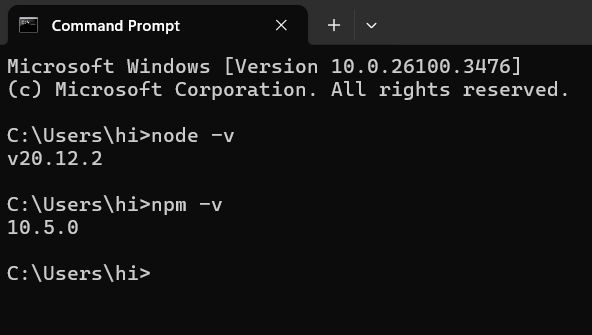 Command Prompt
Microsoft Windows [Version 10.0.26100.3476]
(c) Microsoft Corporation. All rights reserved.
C:\Users\hi>node -v
v20.12.2
C:\Users\hi>npm -v
10.5.0
C:\Users\hi>